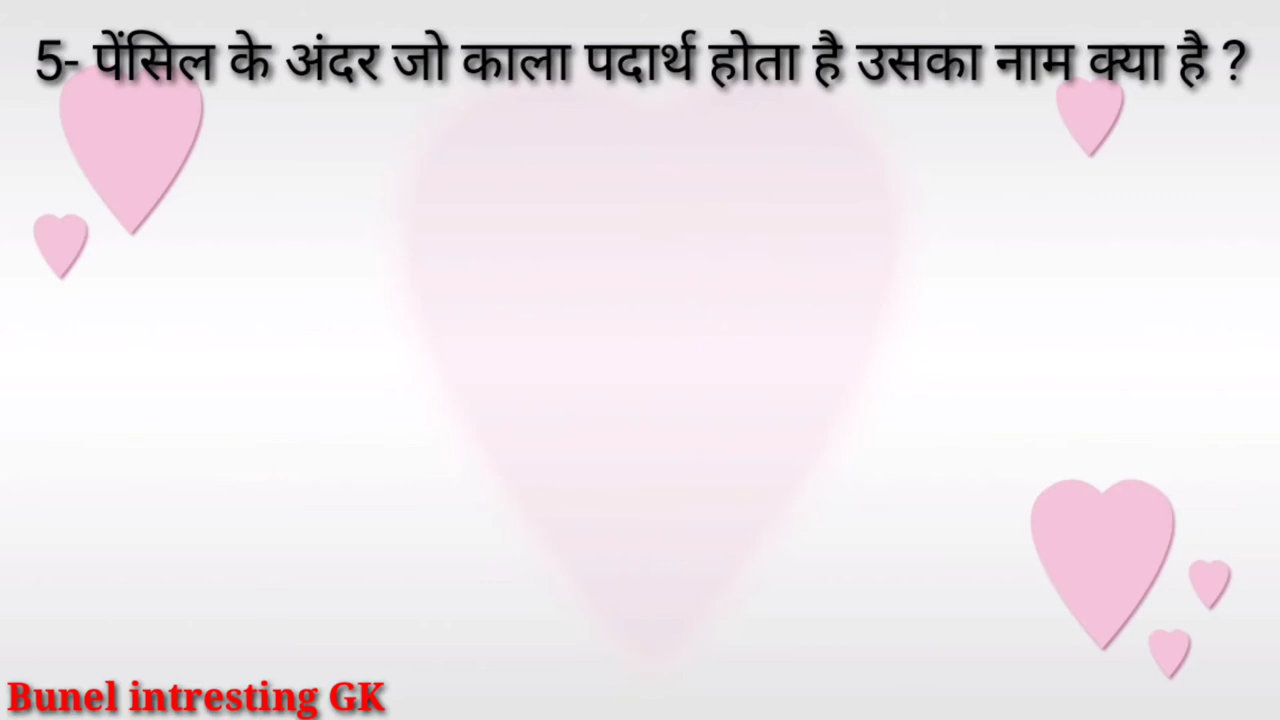 5- पेंसिल के अंदर जो काला पदार्थ होता है उसका नाम क्या है ?
Bunel intresting GK